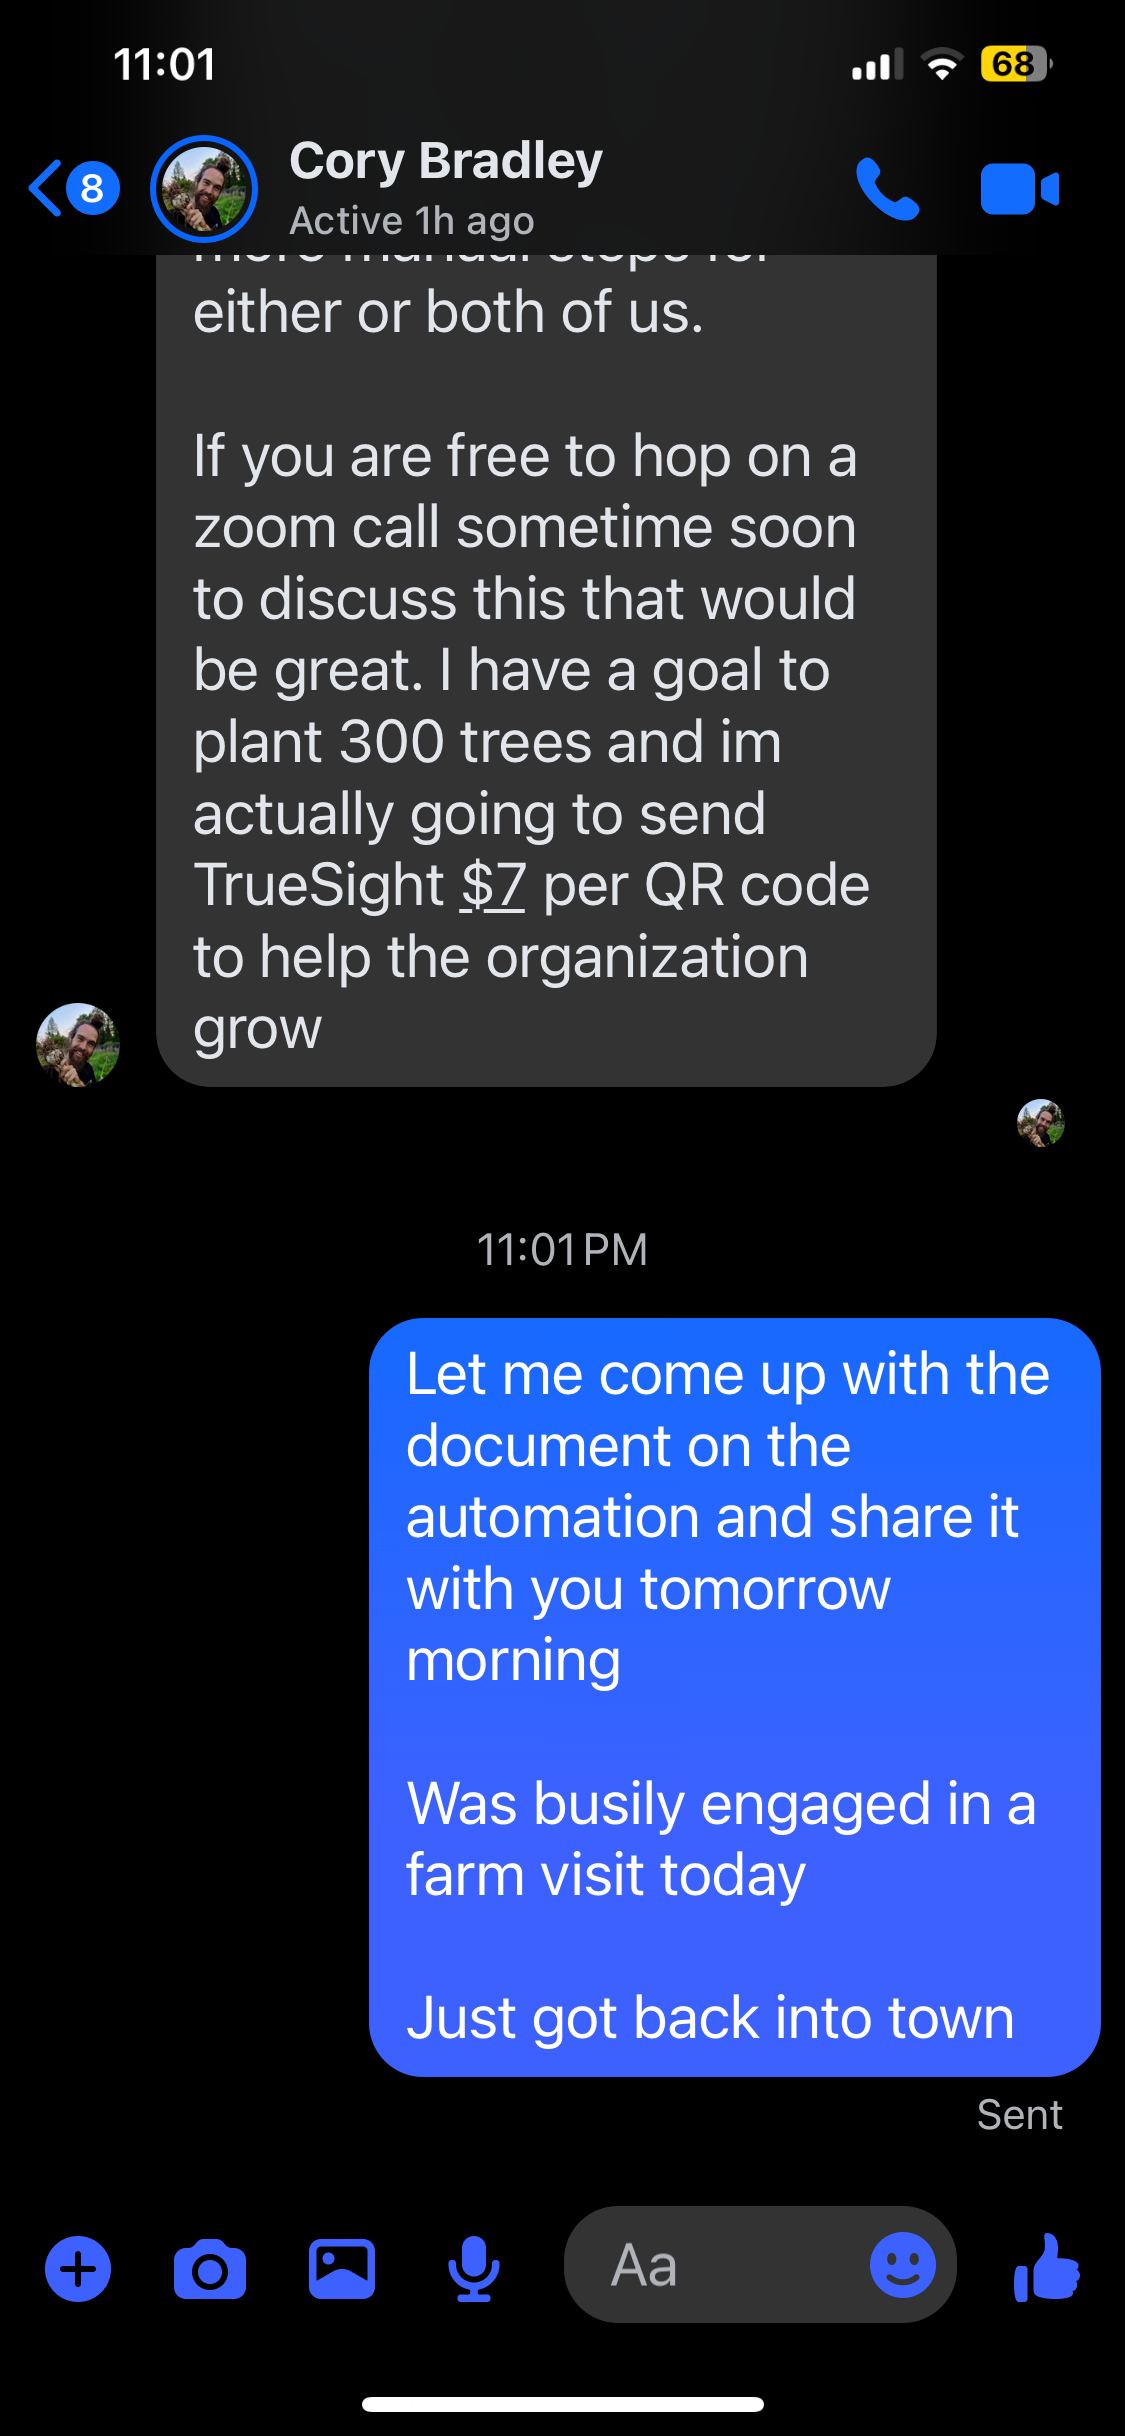 11:01
68
8
Cory Bradley
Active 1h ago
more manual steps for
either or both of us.
If you are free to hop on a
zoom call sometime soon
to discuss this that would
be great. I have a goal to
plant 300 trees and im
actually going to send
TrueSight $7 per QR code
to help the organization
grow
11:01 PM
Let me come up with the
document on the
automation and share it
with you tomorrow
morning
Was busily engaged in a
farm visit today
Just got back into town
Sent
Aa